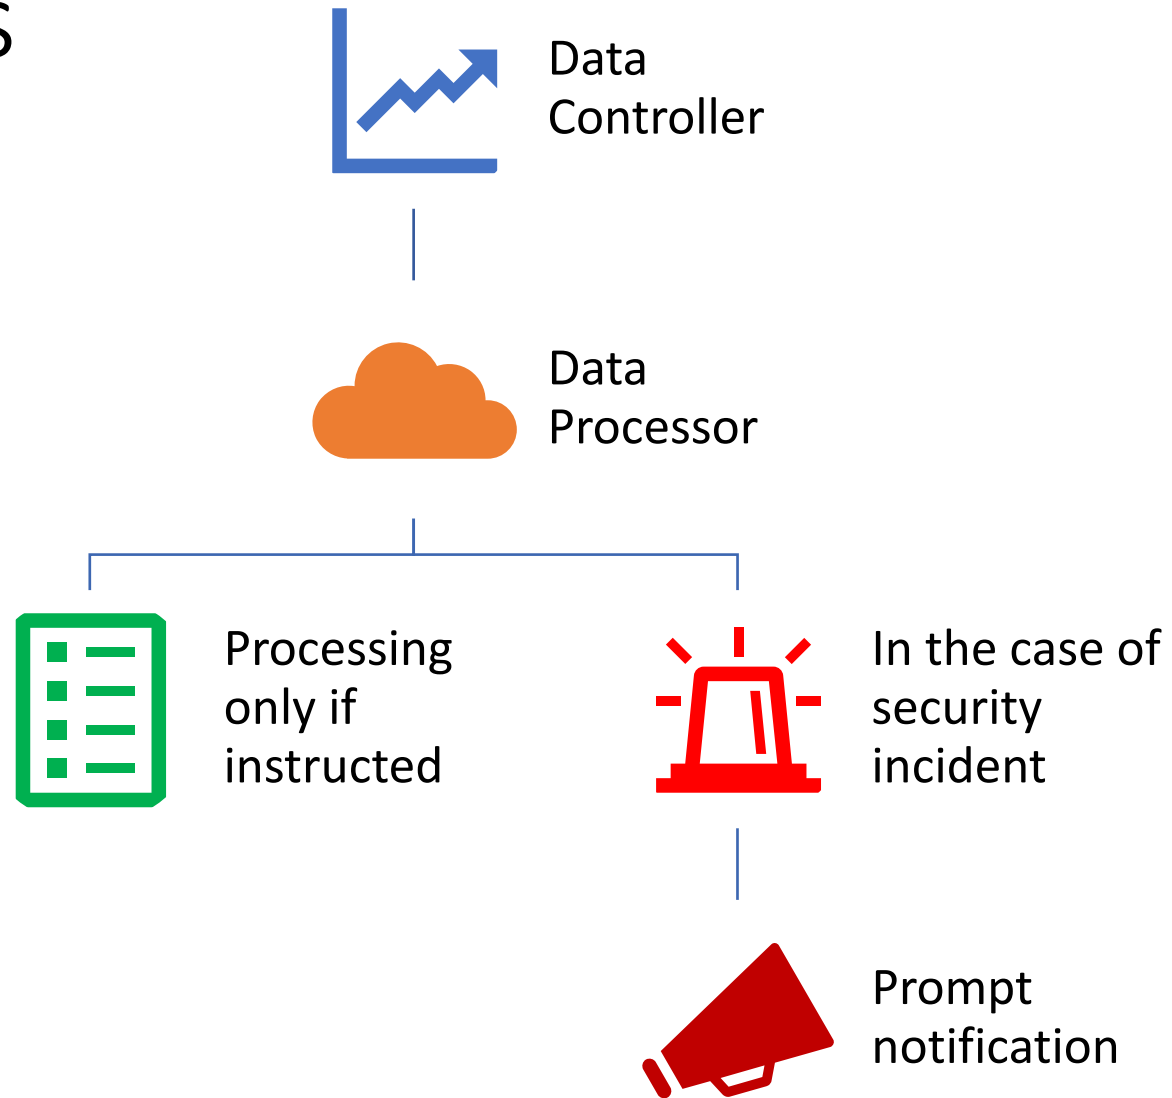 s
Data
Controller
Data
Processor
Processing
only if
instructed
In the case of
security
incident
Prompt
notification